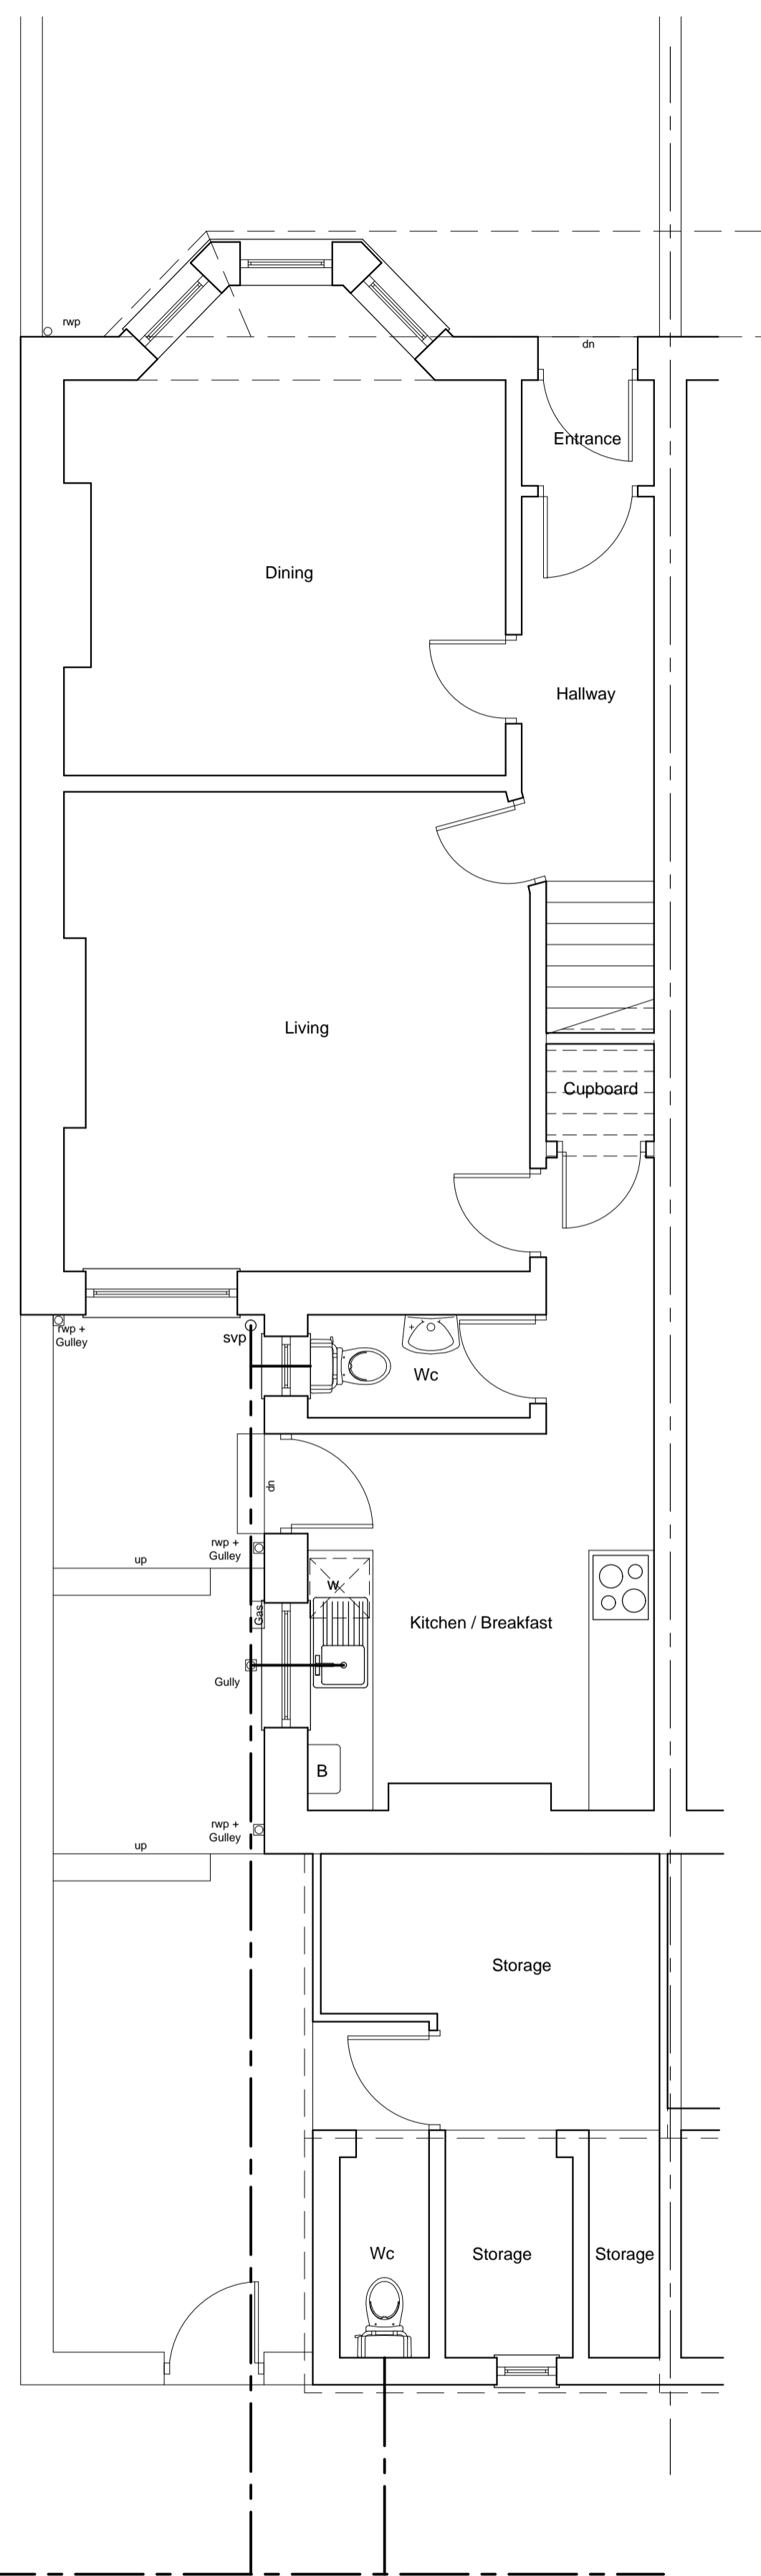 rwp
dn
Entrance
Dining
Hallway
Living
Cupboard
rwp +
Gulley
svp
Wc
dn
rwp +
Gulley
up
w
Gas
Kitchen / Breakfast
Gully
B
rwp +
Gulley
up
Storage
Wc
Storage
Storage